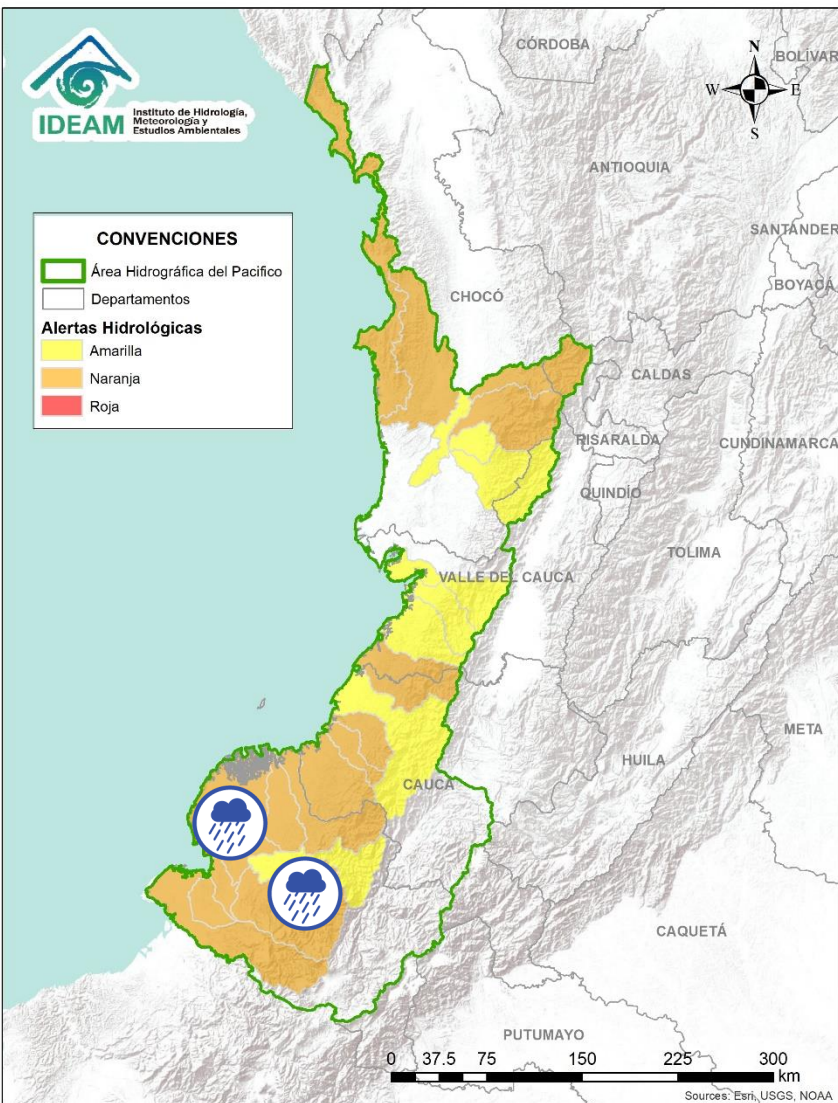 IDEAM
Instituto de Hidrología,
Meteorología y
Estudios Ambientales
N
W
E
S
CÓRDOBA
BOLÍVAR
ANTIOQUIA
SANTANDER
BOYACÁ
CHOCÓ
CALDAS
RISARALDA
CUNDINAMARCA
QUINDÍO
TOLIMA
VALLE DEL CAUCA
META
HUILA
CAUCA
CAQUETÁ
PUTUMAYO
CONVENCIONES
Área Hidrográfica del Pacifico
Departamentos
Alertas Hidrológicas
Amarilla
Naranja
Roja
0 37.5 75 150 225 300
km
Sources: Esri, USGS, NOAA